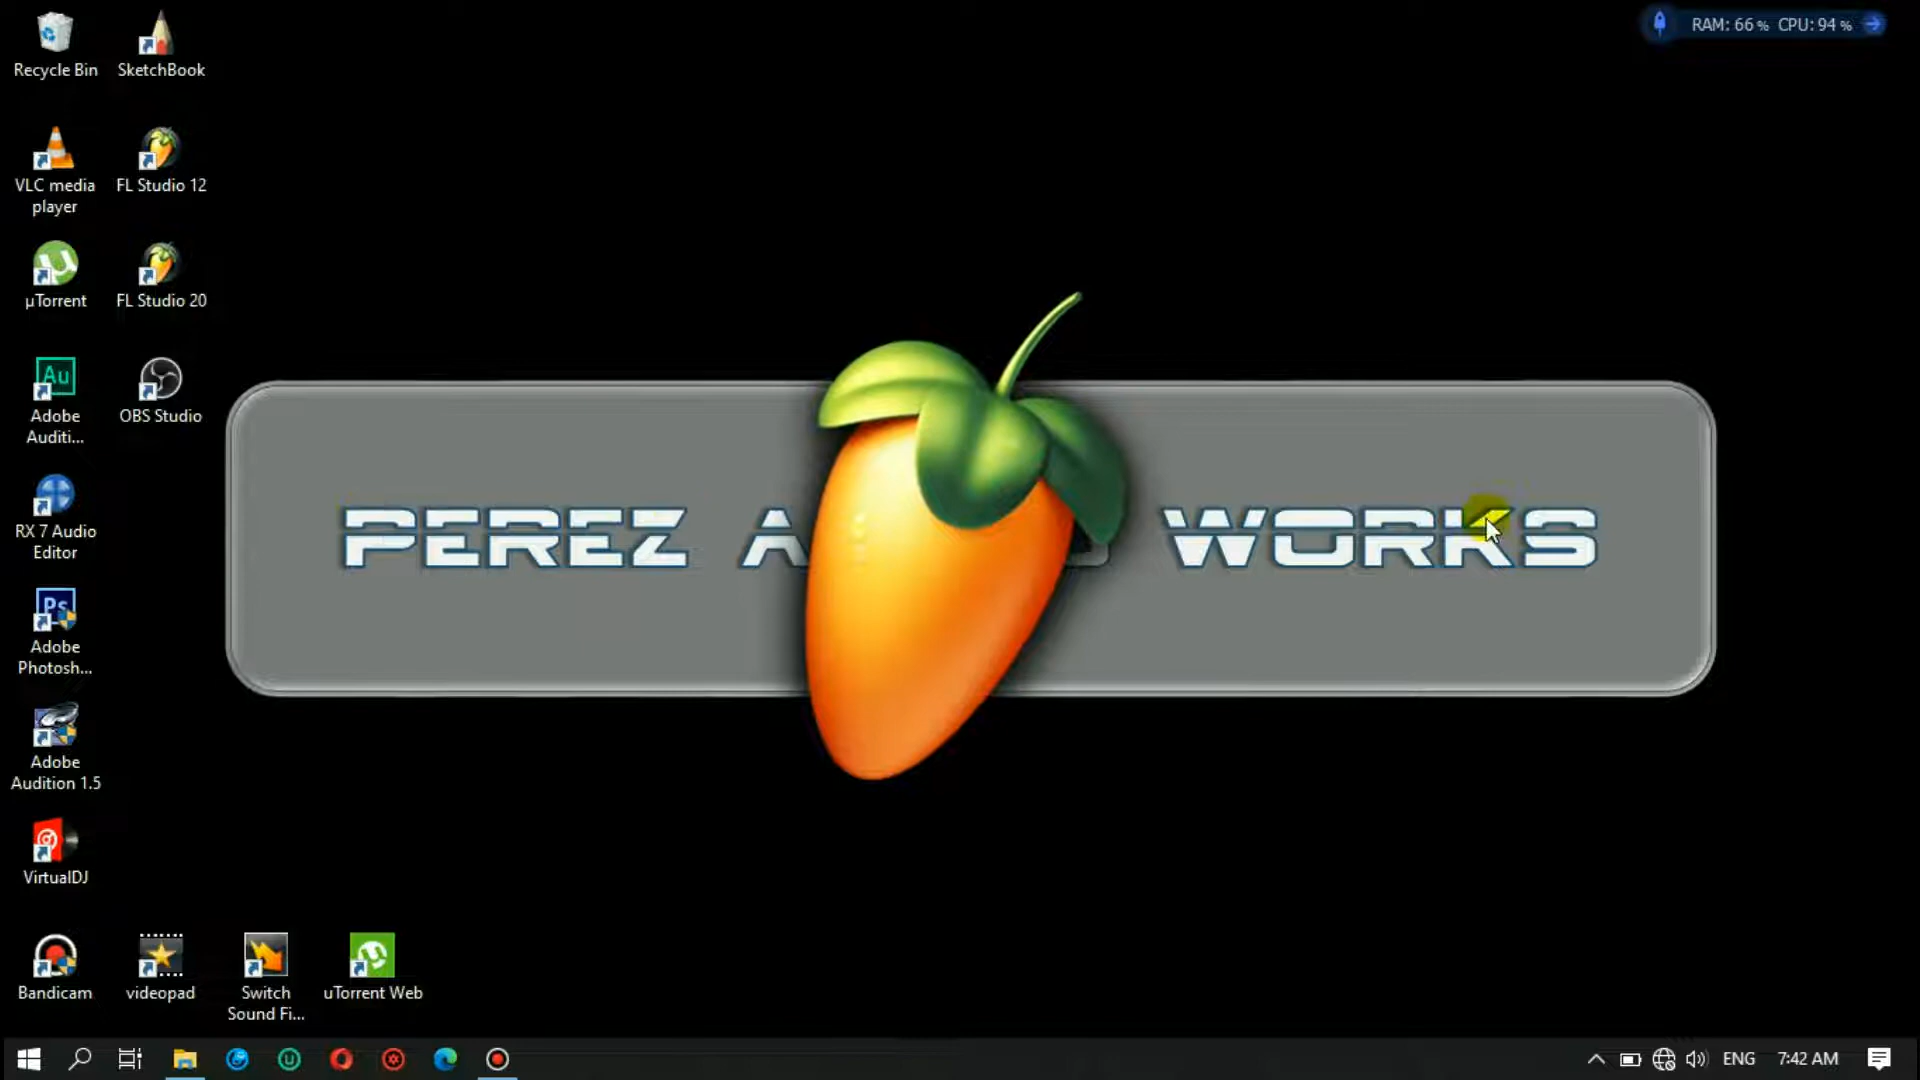 RAM: 66% CPU: 94%
Recycle Bin
SketchBook
VLC media
player
FL Studio 12
µTorrent
FL Studio 20
Au
Adobe
Auditi...
OBS Studio
PEREZ A WORKS
RX 7 Audio
Editor
Ps
Adobe
Photosh...
Adobe
Audition 1.5
VirtualDJ
Bandicam
videopad
Switch
Sound Fi...
uTorrent Web
ENG
7:42 AM